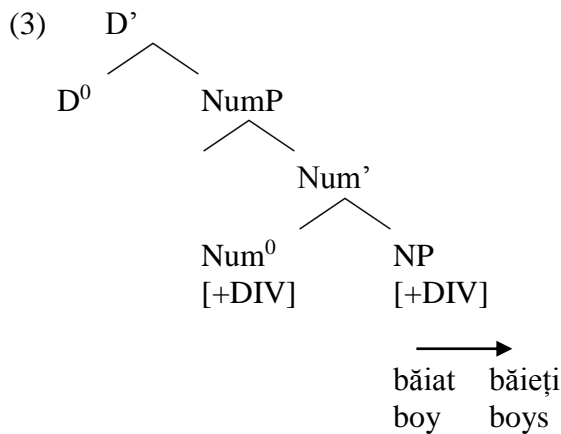 (3) D’
D⁰ NumP
Num’
Num⁰ NP
[+DIV] [+DIV]
băiat băieți
boy boys